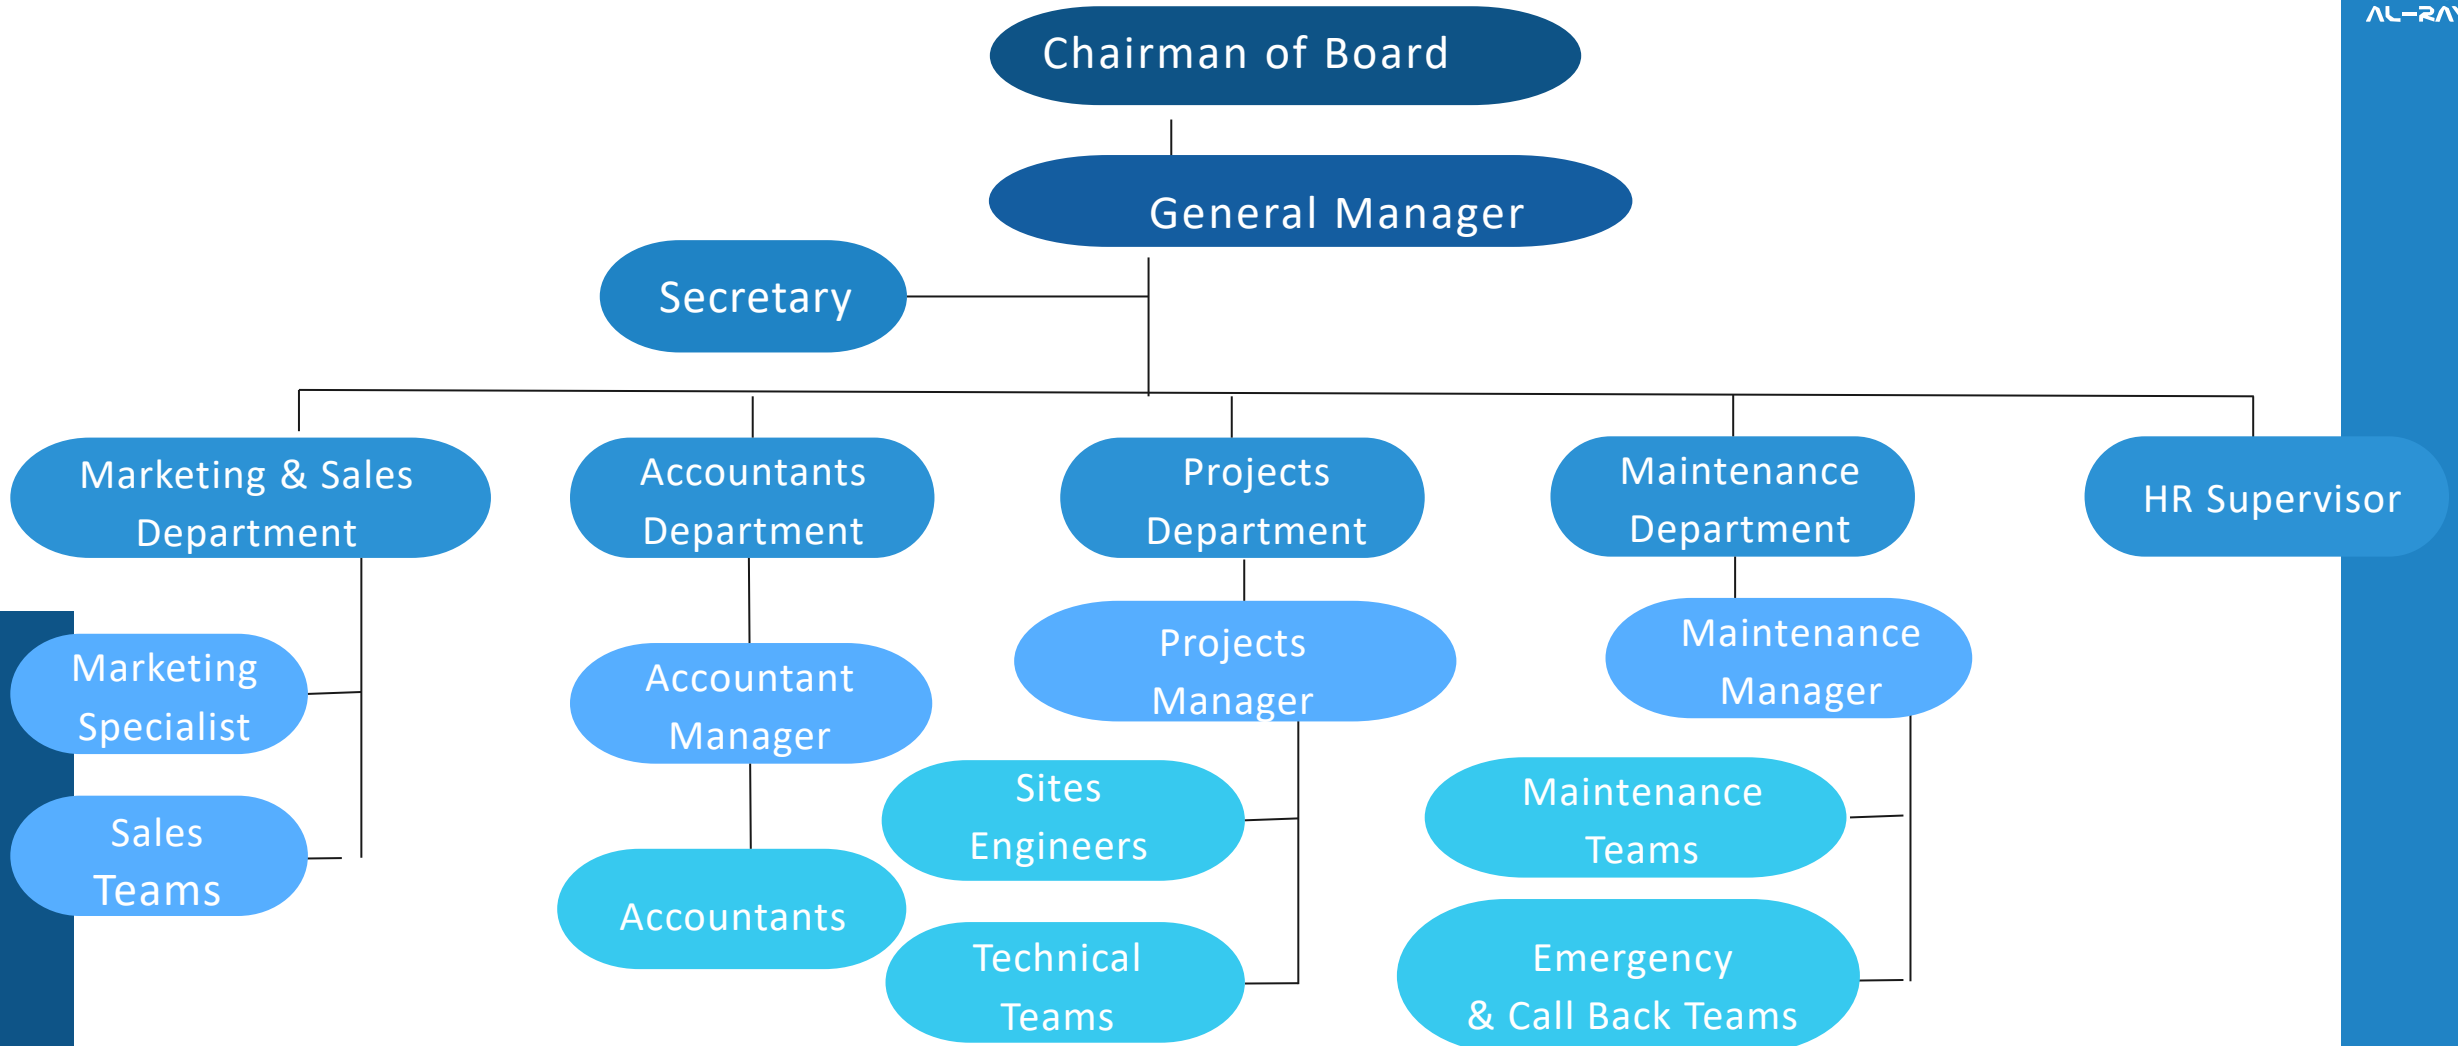 Chairman of Board
General Manager
Secretary
Marketing & Sales
Department
Accountants
Department
Projects
Department
Maintenance
Department
HR Supervisor
Marketing
Specialist
Sales
Teams
Accountant
Manager
Accountants
Projects
Manager
Sites
Engineers
Technical
Teams
Maintenance
Manager
Maintenance
Teams
Emergency
& Call Back Teams